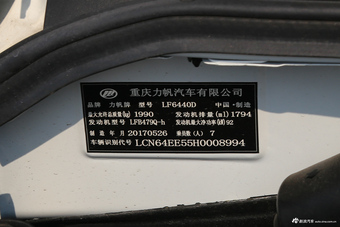 重庆力帆汽车有限公司
品牌 力帆牌 型号 LF6440D 中国·制造
最大允许总质量(kg) 1990 发动机排量(ml) 1794
发动机型号 LFB479Q-h 发动机最大净功率(kW) 92
制造年月 20170526 乘员数(人) 7
车辆识别代号 LCN64EE55H0008994